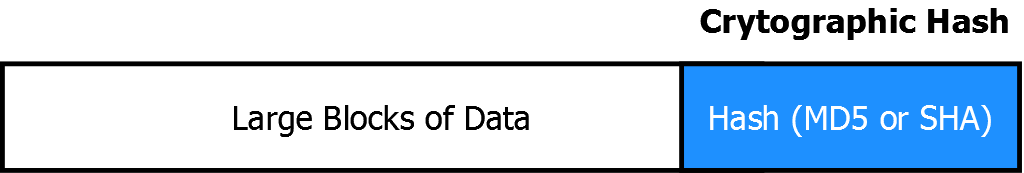 Crytographic Hash
Large Blocks of Data
Hash (MD5 or SHA)